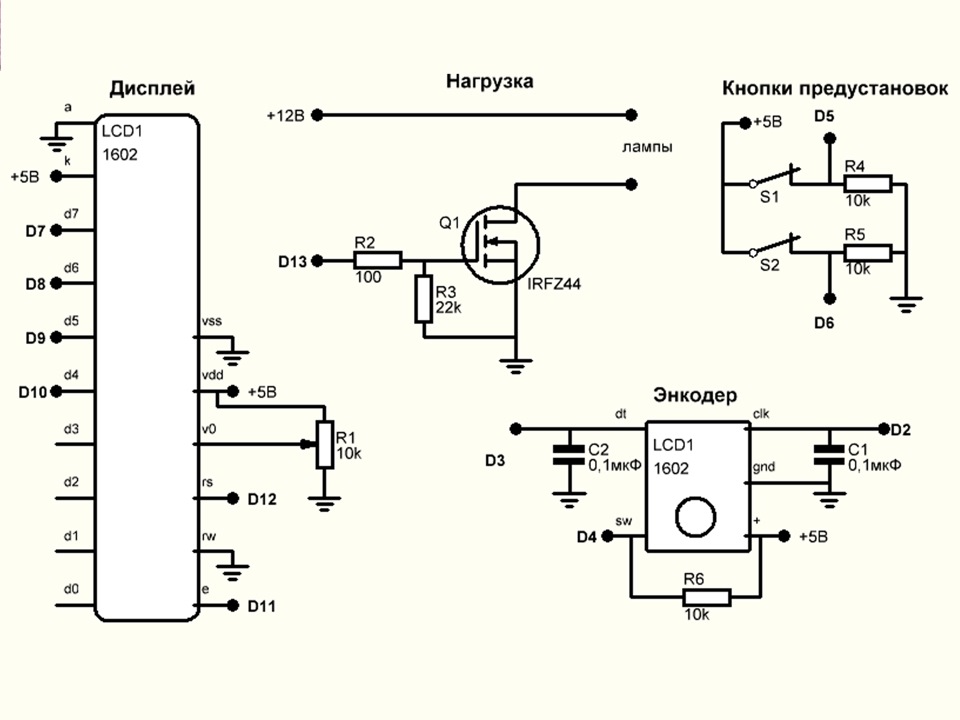 Дисплей
a
LCD1
1602
k
+5В
d7
D7
d6
D8
d5
D9
d4
D10
d3
d2
d1
d0
vss
vdd
+5В
v0
R1
10k
rs
D12
rw
e
D11
Нагрузка
+12В
лампы
Q1
D13
R2
100
R3
22k
IRFZ44
Кнопки предустановок
+5В
D5
S1
R4
10k
S2
R5
10k
D6
Энкодер
dt
clk
D2
D3
C2
0,1мкФ
LCD1
1602
C1
0,1мкФ
gnd
sw
D4
+
+5В
R6
10k